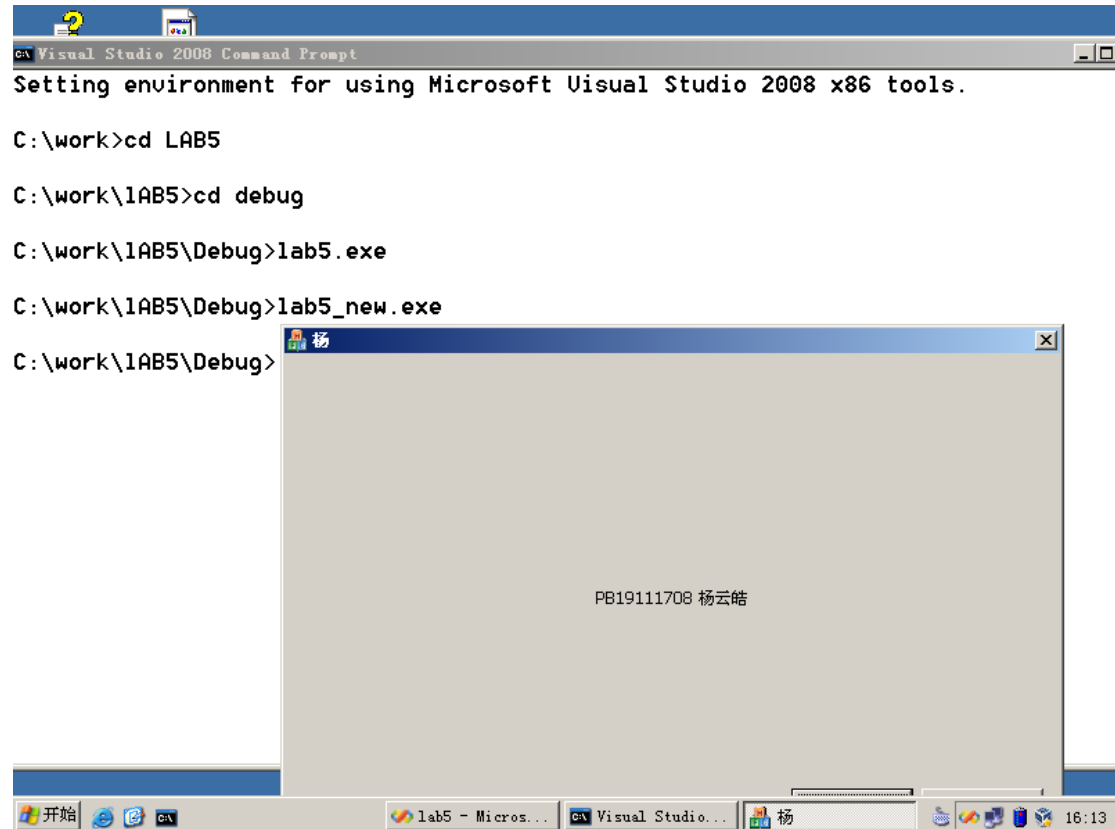 Visual Studio 2008 Command Prompt
Setting environment for using Microsoft Visual Studio 2008 x86 tools.
C:\work>cd LAB5
C:\work\lAB5>cd debug
C:\work\lAB5\Debug>lab5.exe
C:\work\lAB5\Debug>lab5_new.exe
杨
C:\work\lAB5\Debug>
PB19111708 杨云皓
开始
lab5 - Micros...
Visual Studio...
杨
16:13